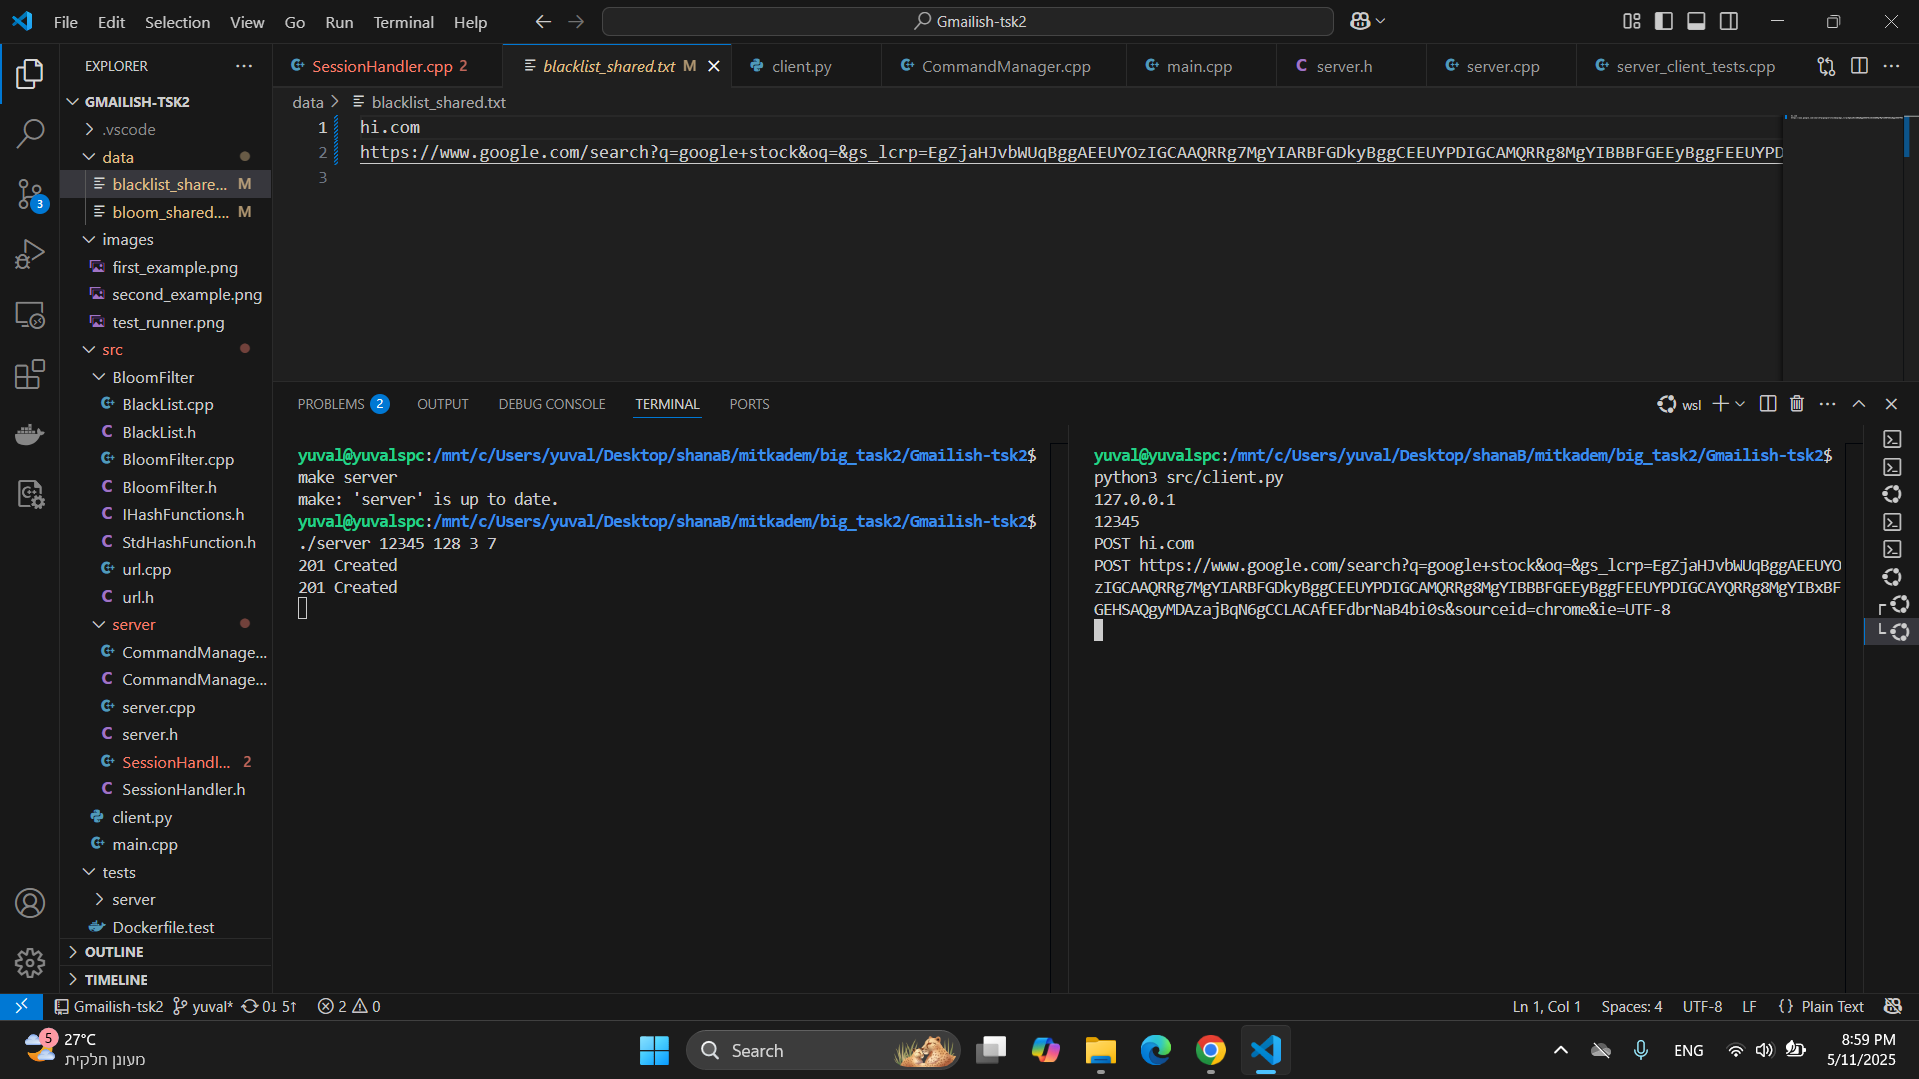 File Edit Selection View Go Run Terminal Help
Gmailish-tsk2
EXPLORER
GMAILISH-TSK2
.vscode
data
blacklist_share... M
bloom_shared.... M
images
first_example.png
second_example.png
test_runner.png
src
BloomFilter
BlackList.cpp
BlackList.h
BloomFilter.cpp
BloomFilter.h
IHashFunctions.h
StdHashFunction.h
url.cpp
url.h
server
CommandManage...
CommandManage...
server.cpp
server.h
SessionHandl... 2
SessionHandler.h
client.py
main.cpp
tests
server
Dockerfile.test
OUTLINE
TIMELINE
3
SessionHandler.cpp 2
blacklist_shared.txt M
client.py
CommandManager.cpp
main.cpp
server.h
server.cpp
server_client_tests.cpp
data > blacklist_shared.txt
1 hi.com
2 https://www.google.com/search?q=google+stock&oq=&gs_lcrp=EgZjaHJvbWUqBggAEEUYOzIGCAAQRRg7MgYIARBFGDkyBggCEEUYPDIGCAMQRRg8MgYIBBBFGEEyBggFEEUYPD
3
PROBLEMS 2 OUTPUT DEBUG CONSOLE TERMINAL PORTS
wsl
yuval@yuvalspc:/mnt/c/Users/yuval/Desktop/shanaB/mitkadem/big_task2/Gmailish-tsk2$
make server
make: 'server' is up to date.
yuval@yuvalspc:/mnt/c/Users/yuval/Desktop/shanaB/mitkadem/big_task2/Gmailish-tsk2$
./server 12345 128 3 7
201 Created
201 Created
yuval@yuvalspc:/mnt/c/Users/yuval/Desktop/shanaB/mitkadem/big_task2/Gmailish-tsk2$
python3 src/client.py
127.0.0.1
12345
POST hi.com
POST https://www.google.com/search?q=google+stock&oq=&gs_lcrp=EgZjaHJvbWUqBggAEEUYO
zIGCAAQRRg7MgYIARBFGDkyBggCEEUYPDIGCAMQRRg8MgYIBBBFGEEyBggFEEUYPDIGCAYQRRg8MgYIBxBF
GEHSAQgyMDAzajBqN6gCCLACAfEFdbrNaB4bi0s&sourceid=chrome&ie=UTF-8
Gmailish-tsk2 yuval* 0↓ 5↑ 2 0
Ln 1, Col 1 Spaces: 4 UTF-8 LF {} Plain Text
5
27°C
מעונן חלקית
Search
ENG
8:59 PM
5/11/2025